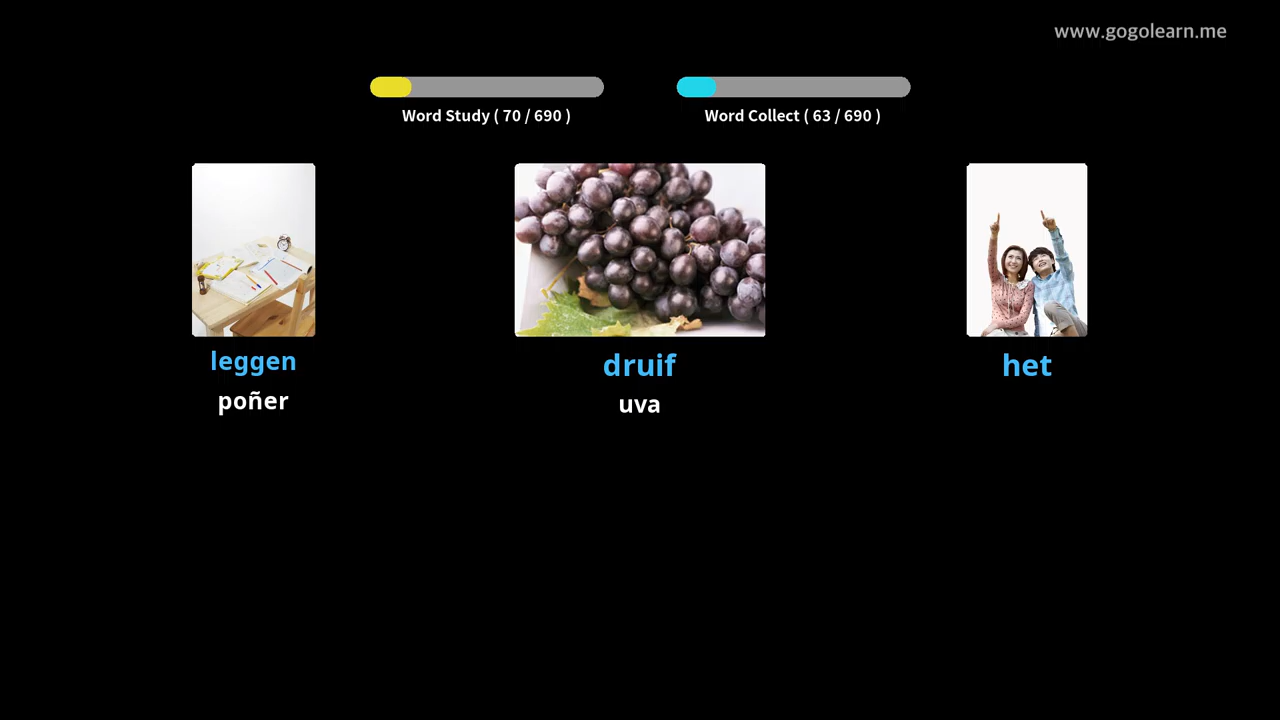 www.gogolearn.me
Word Study ( 70 / 690 )
Word Collect ( 63 / 690 )
leggen
poñer
druif
uva
het